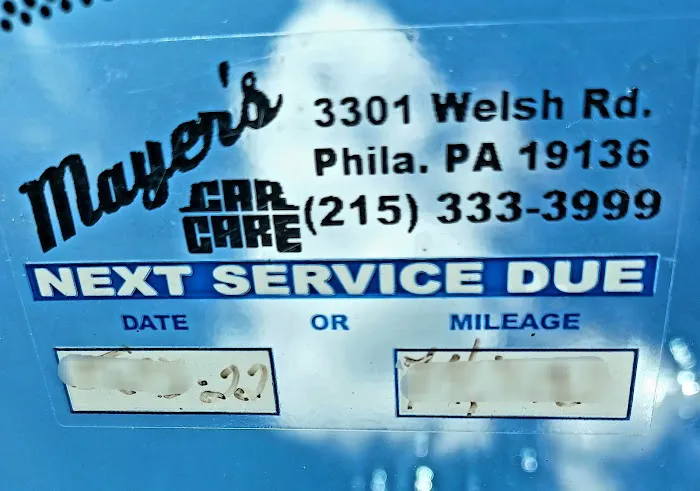 Mayer's
CAR
CARE
3301 Welsh Rd.
Phila. PA 19136
(215) 333-3999
NEXT SERVICE DUE
DATE OR MILEAGE